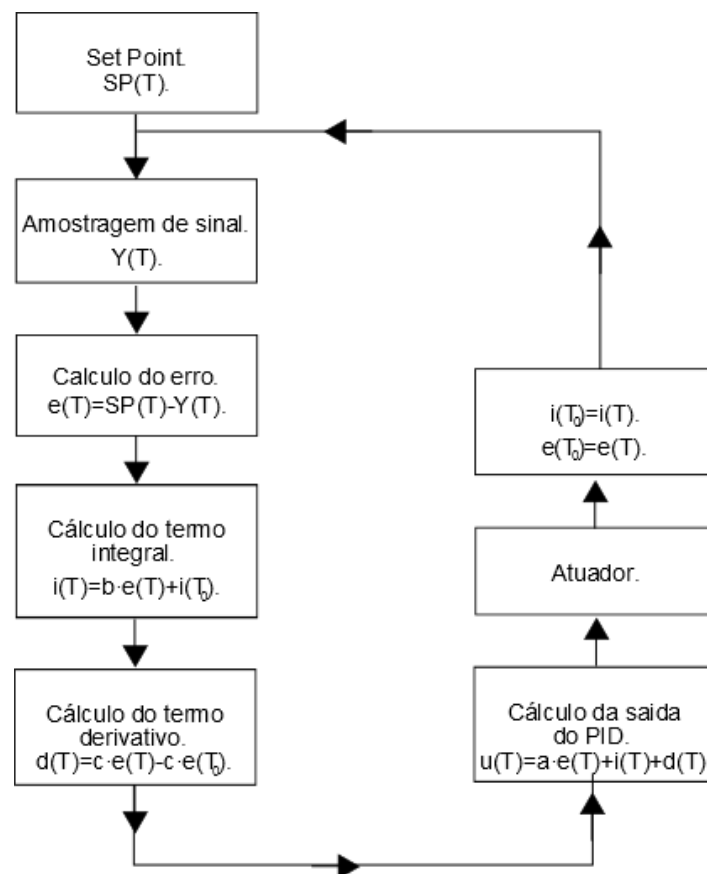 Set Point.
SP(T).
Amostragem de sinal.
Y(T).
Calculo do erro.
e(T)=SP(T)-Y(T).
Cálculo do termo
integral.
i(T)=b·e(T)+i(T₀).
Cálculo do termo
derivativo.
d(T)=c·e(T)-c·e(T₀).
i(T₀)=i(T).
e(T₀)=e(T).
Atuador.
Cálculo da saida
do PID.
u(T)=a·e(T)+i(T)+d(T)